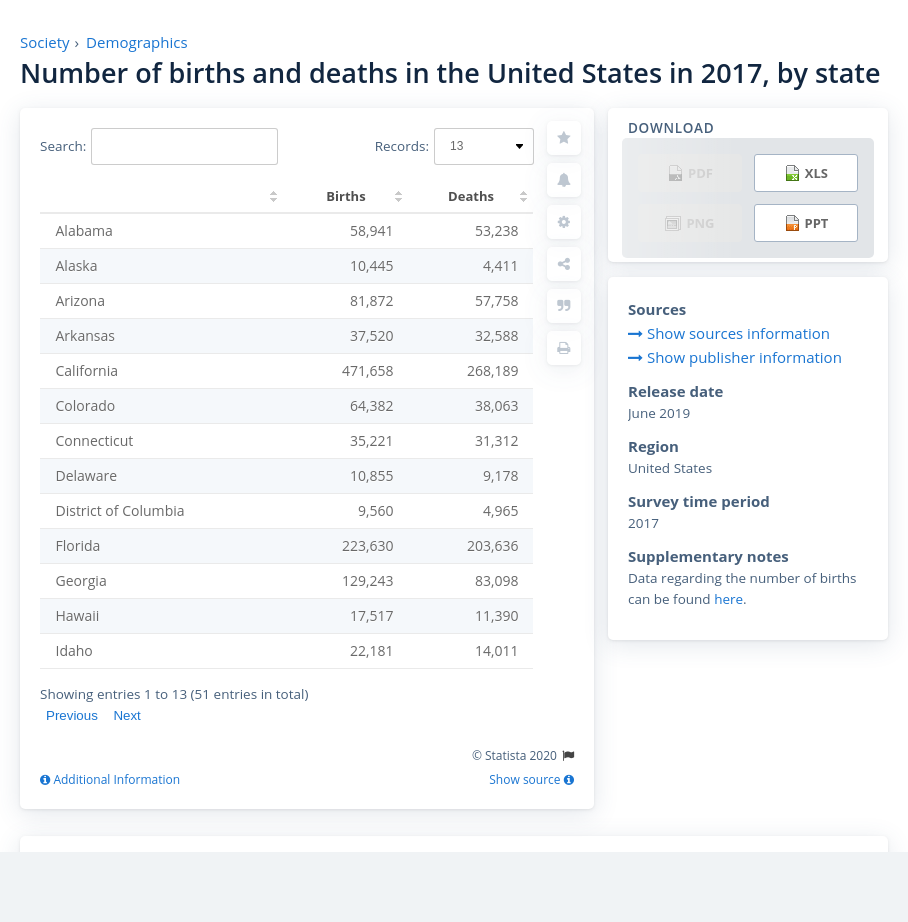 Society › Demographics
Number of births and deaths in the United States in 2017, by state
Search:
Records: 13
Births Deaths
Alabama 58,941 53,238
Alaska 10,445 4,411
Arizona 81,872 57,758
Arkansas 37,520 32,588
California 471,658 268,189
Colorado 64,382 38,063
Connecticut 35,221 31,312
Delaware 10,855 9,178
District of Columbia 9,560 4,965
Florida 223,630 203,636
Georgia 129,243 83,098
Hawaii 17,517 11,390
Idaho 22,181 14,011
Showing entries 1 to 13 (51 entries in total)
Previous Next
© Statista 2020
Additional Information
Show source
DOWNLOAD
PDF XLS
PNG PPT
Sources
Show sources information
Show publisher information
Release date
June 2019
Region
United States
Survey time period
2017
Supplementary notes
Data regarding the number of births
can be found here.